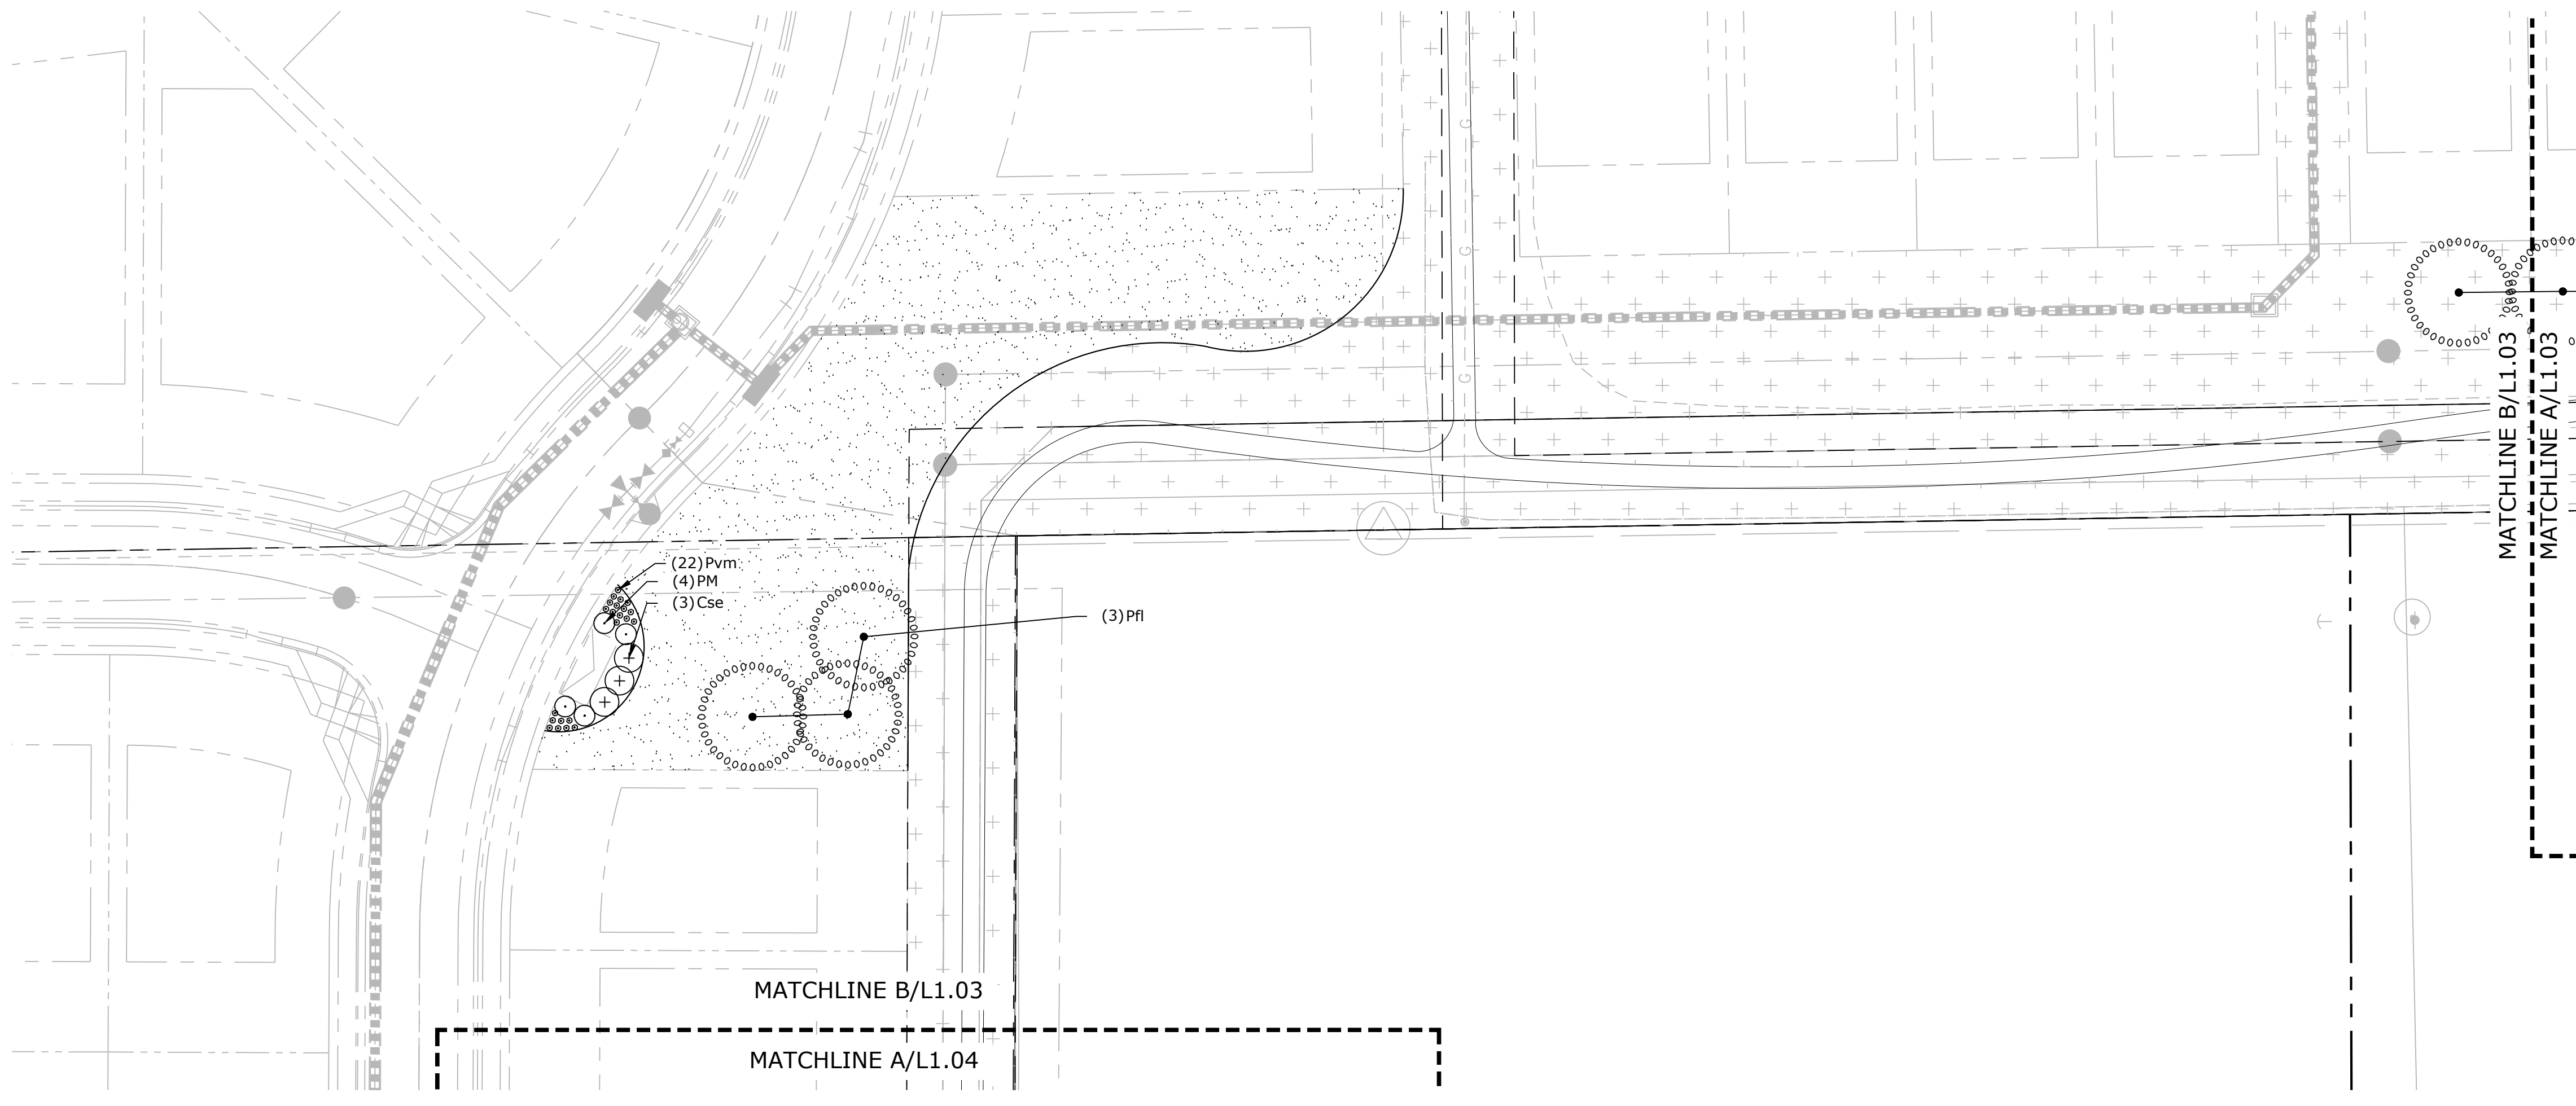 G
G
G
MATCHLINE B/L1.03
MATCHLINE A/L1.03
(22)Pvm
(4)PM
(3)Cse
(3)Pfl
MATCHLINE B/L1.03
MATCHLINE A/L1.04